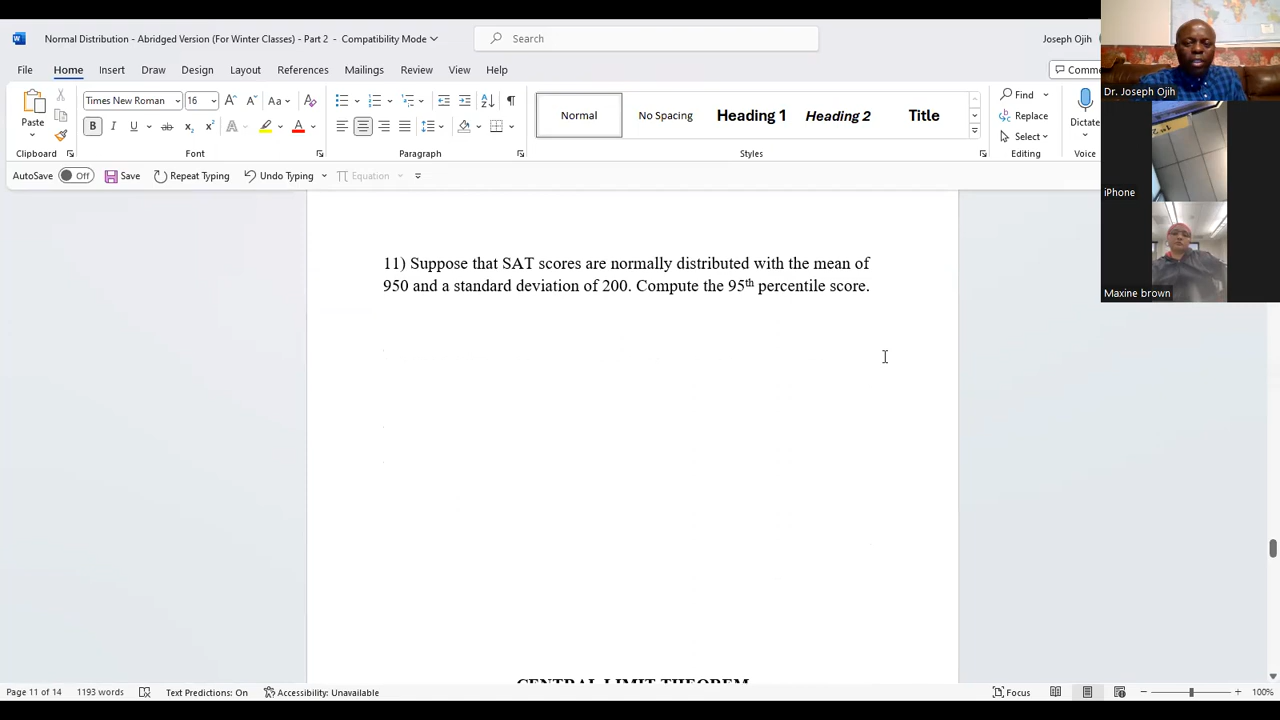 Normal Distribution - Abridged Version (For Winter Classes) - Part 2 - Compatibility Mode
Search
Joseph Ojih
File Home Insert Draw Design Layout References Mailings Review View Help
Comme
Paste
Times New Roman 16
Normal
No Spacing
Heading 1
Heading 2
Title
Find
Replace
Select
Dictate
Clipboard
Font
Paragraph
Styles
Editing
Voice
AutoSave Off Save Repeat Typing Undo Typing Equation
Dr. Joseph Ojih
iPhone
Maxine brown
11) Suppose that SAT scores are normally distributed with the mean of
950 and a standard deviation of 200. Compute the 95th percentile score.
CENTRAL LIMIT THEOREM
Page 11 of 14 1193 words Text Predictions: On Accessibility: Unavailable Focus 100%